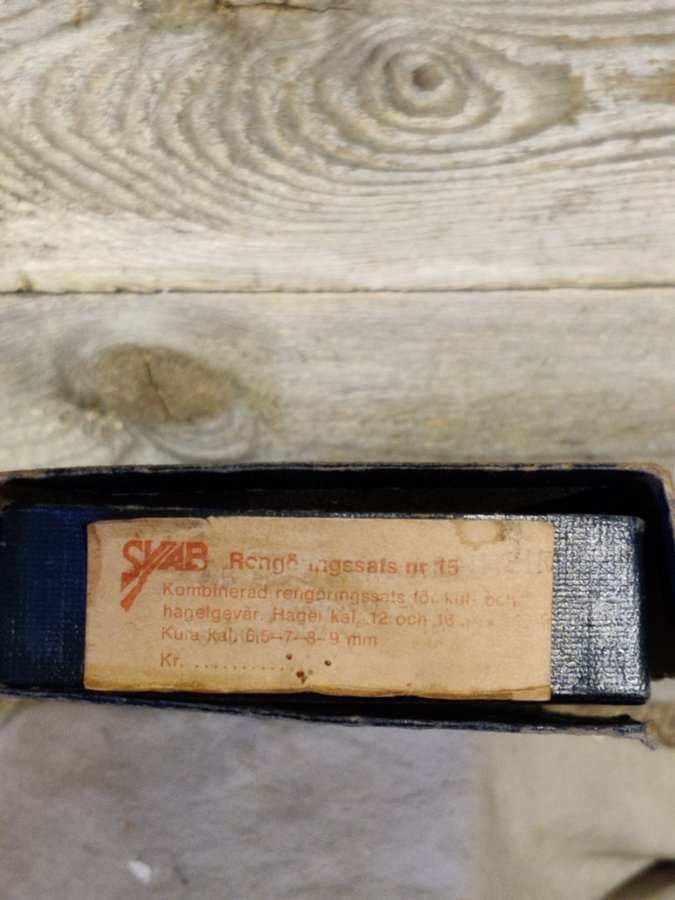 SVAB Rengöringssats nr 15
Kombinerad rengöringssats för kul- och
hagelgevär. Hagel kal. 12 och 16
Kula kal. 6,5–7–8–9 mm
Kr. ............